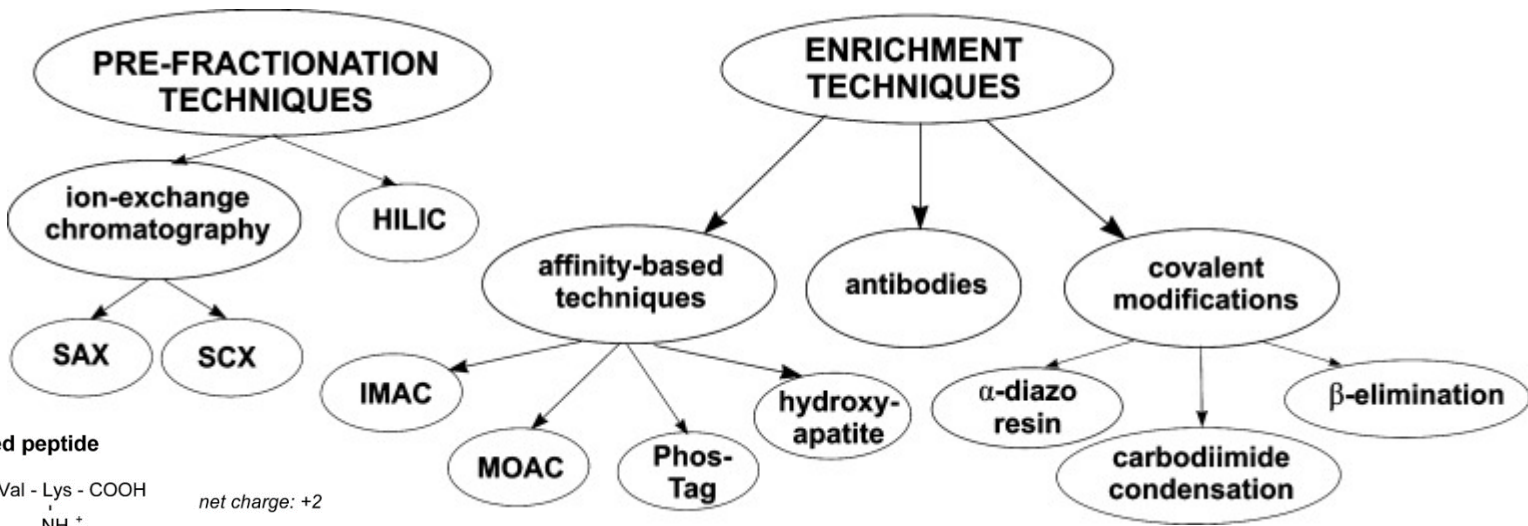 PRE-FRACTIONATION
TECHNIQUES
ENRICHMENT
TECHNIQUES
ion-exchange
chromatography
HILIC
SAX
SCX
affinity-based
techniques
antibodies
covalent
modifications
IMAC
MOAC
Phos-
Tag
hydroxy-
apatite
α-diazo
resin
carbodiimide
condensation
β-elimination
peptide
Val - Lys - COOH
net charge: +2
NH +